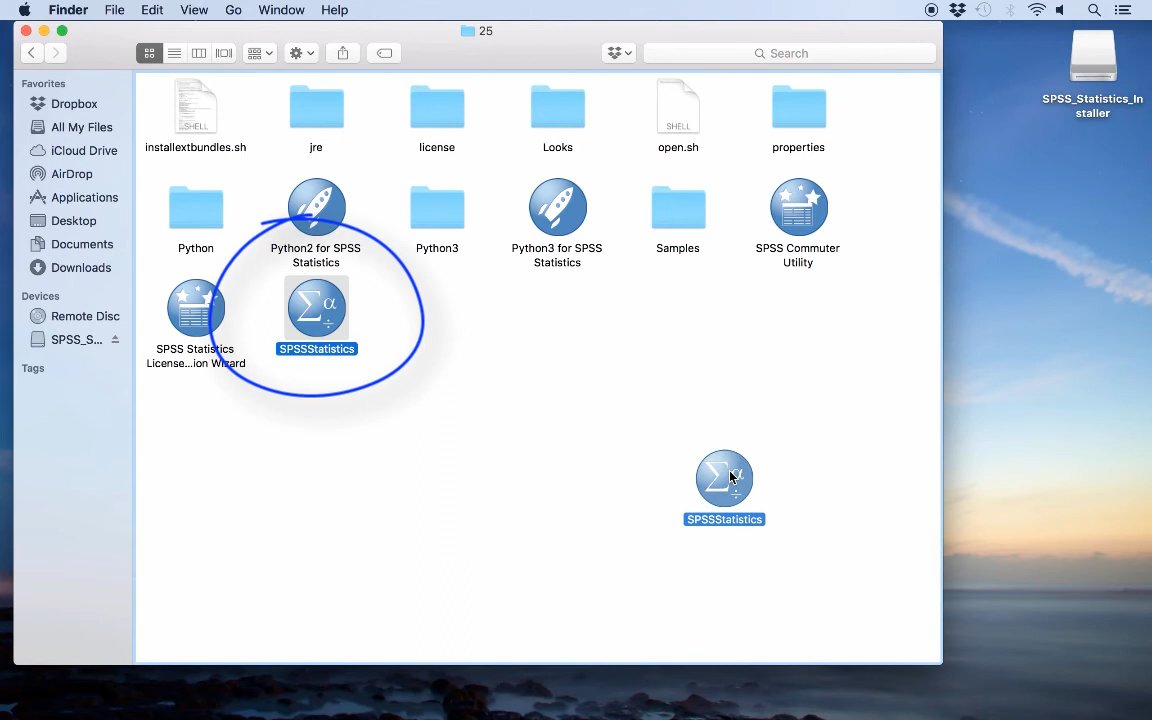 Finder File Edit View Go Window Help
25
Search
Favorites
Dropbox
All My Files
iCloud Drive
AirDrop
Applications
Desktop
Documents
Downloads
Devices
Remote Disc
SPSS_S...
Tags
SHELL
installextbundles.sh
jre
license
Looks
SHELL
open.sh
properties
Python
Python2 for SPSS
Statistics
Python3
Python3 for SPSS
Statistics
Samples
SPSS Commuter
Utility
SPSS Statistics
License...ion Wizard
Σα÷
SPSSStatistics
Σα÷
SPSSStatistics
SPSS_Statistics_In
staller